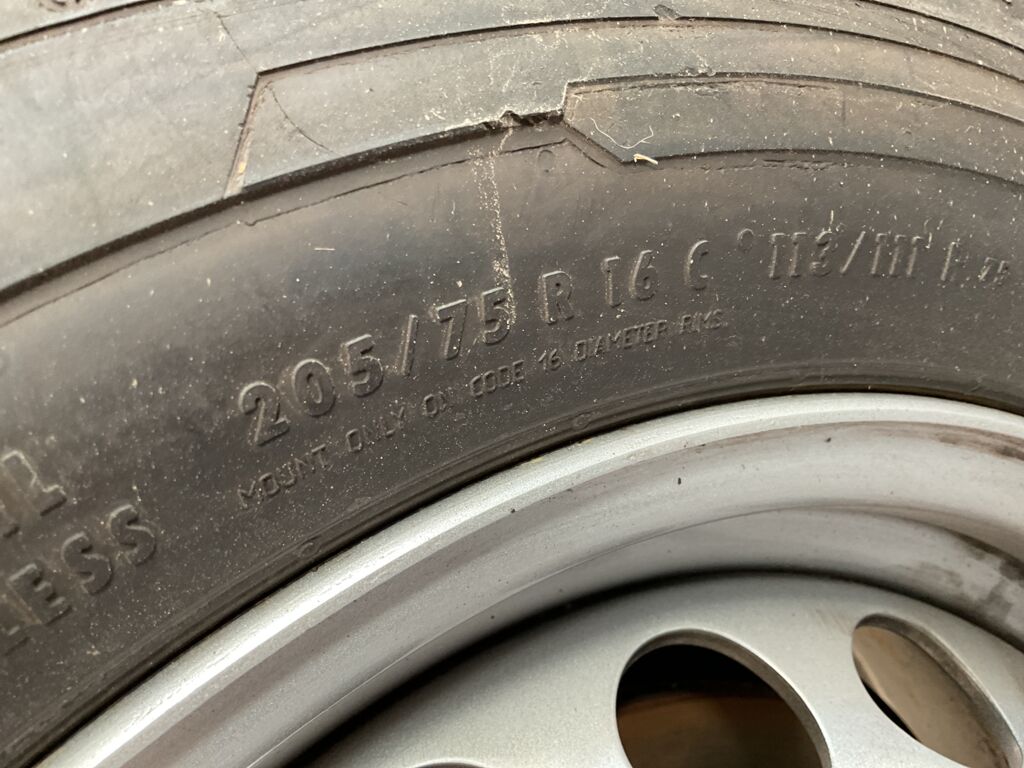 205/75 R 16 C 113/111 R
MOUNT ONLY ON CODE 16 DIAMETER RIMS